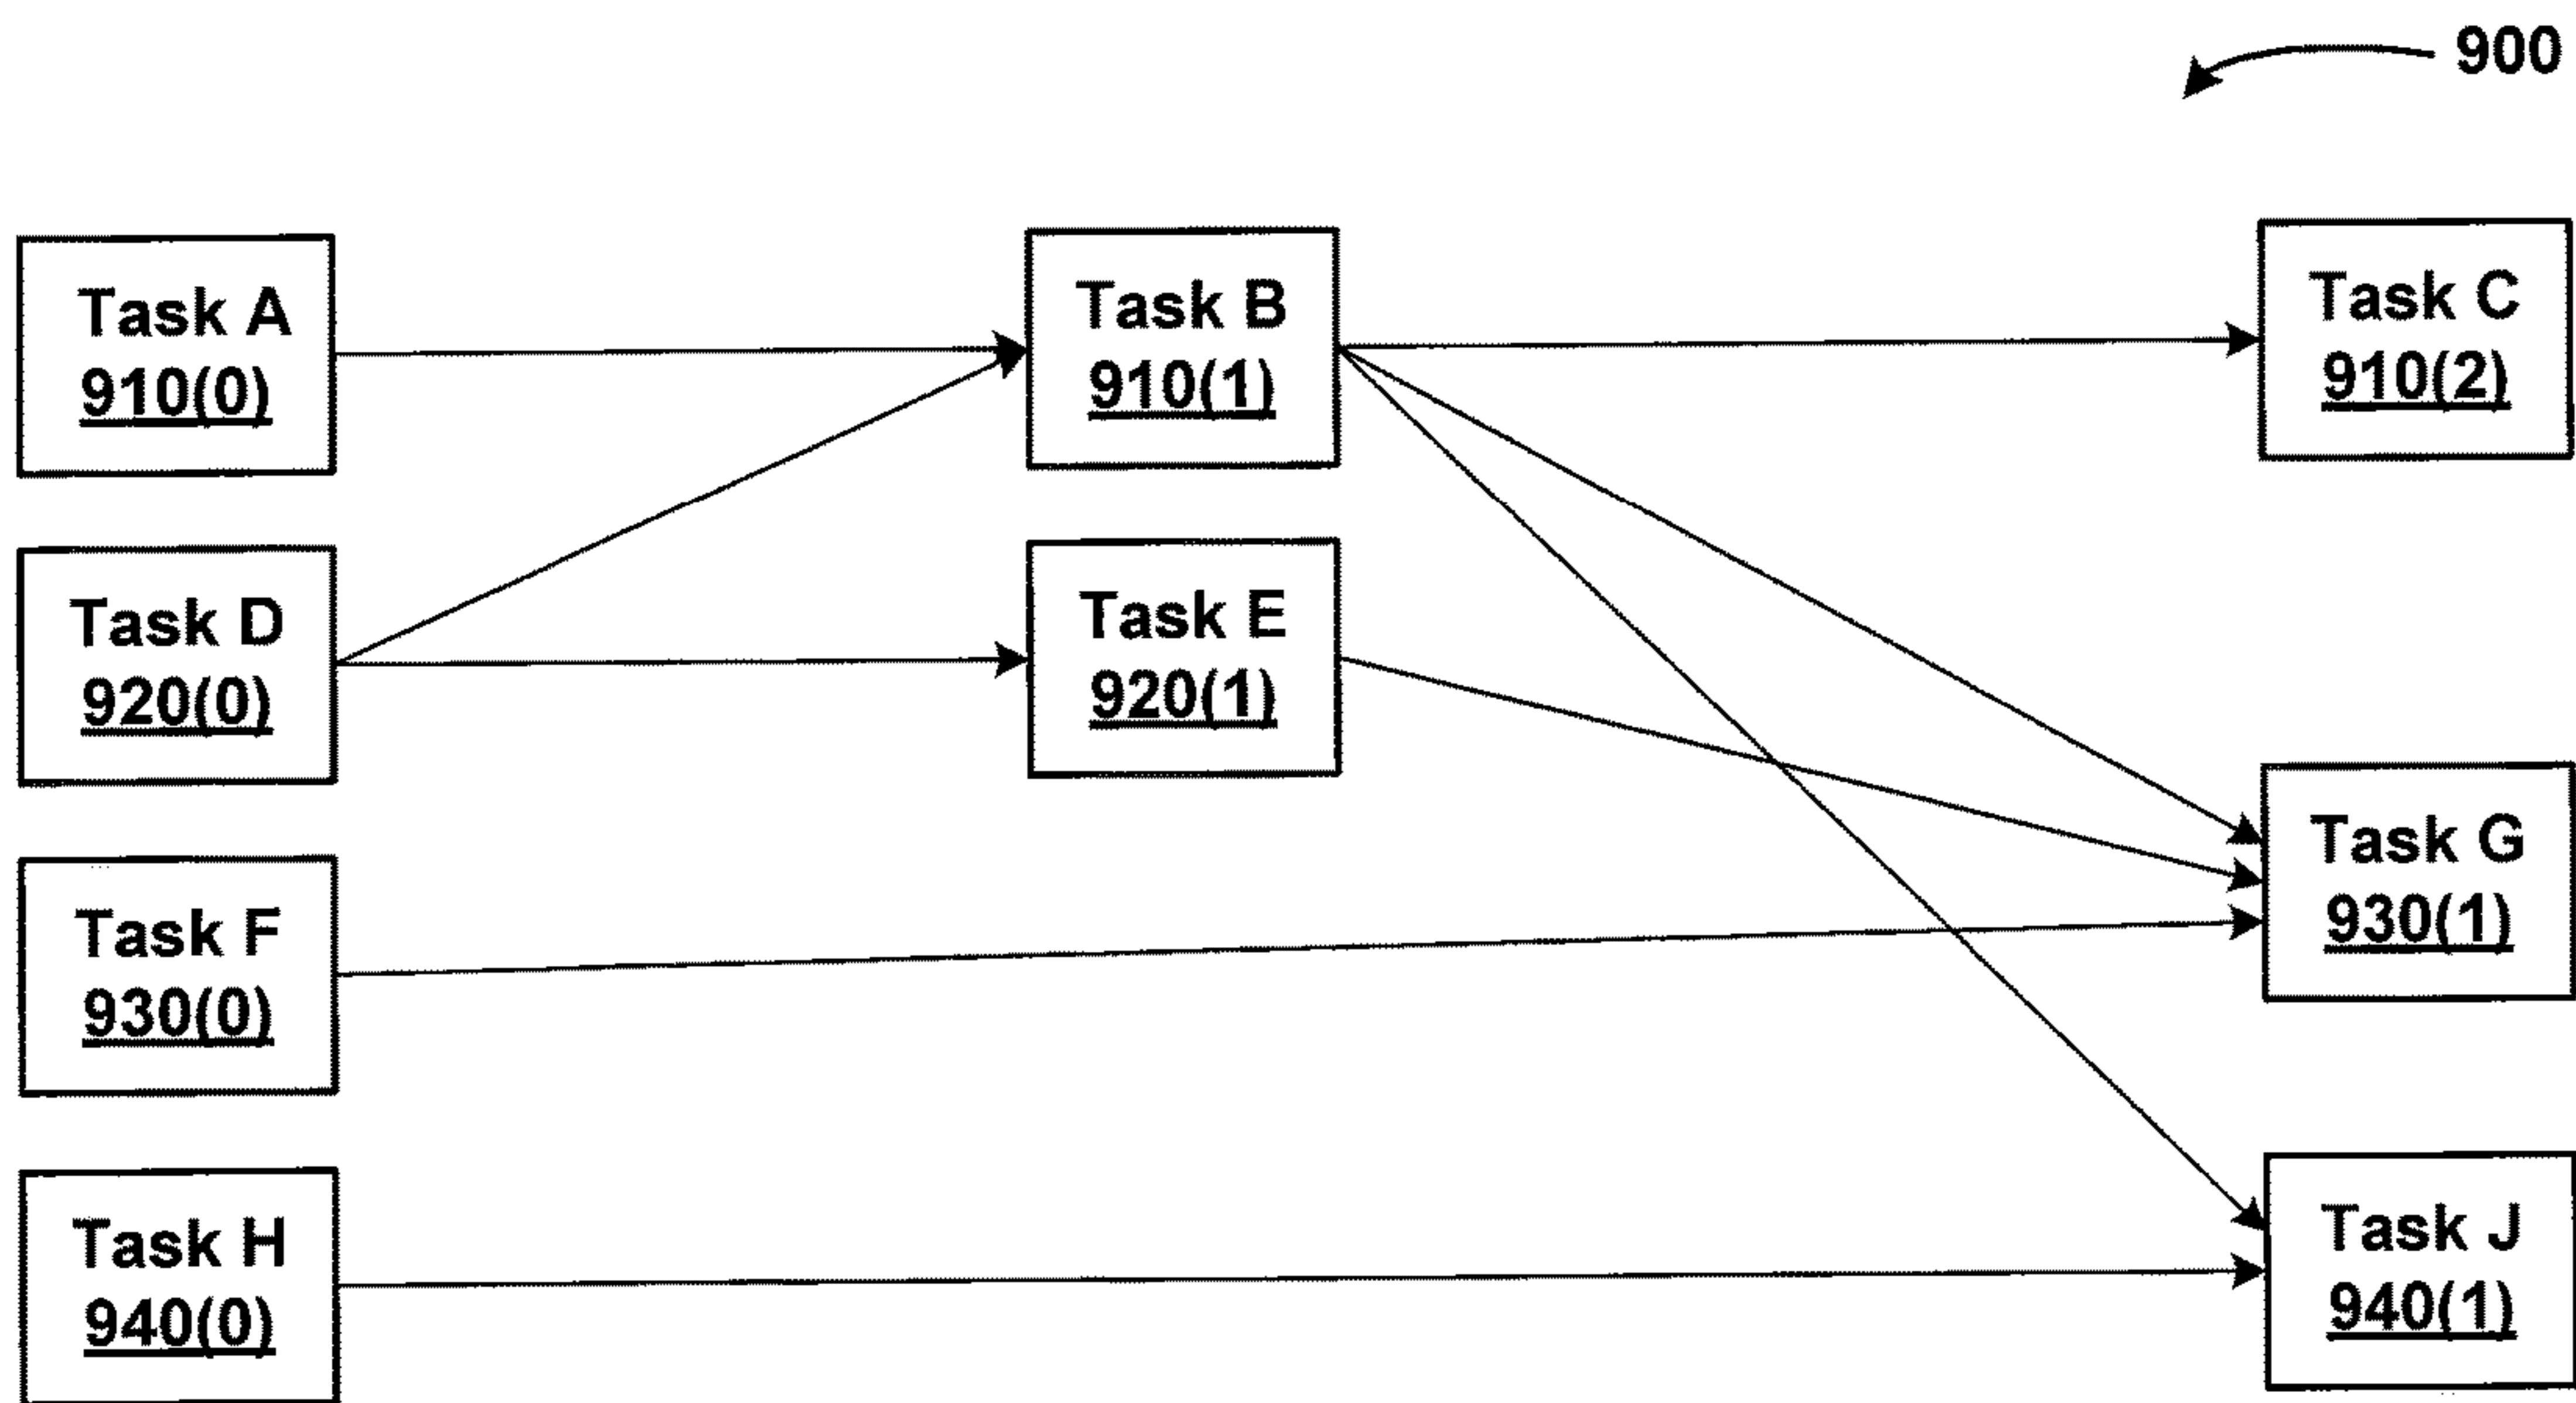 900
Task A
910(0)
Task B
910(1)
Task C
910(2)
Task D
920(0)
Task E
920(1)
Task G
930(1)
Task F
930(0)
Task H
940(0)
Task J
940(1)